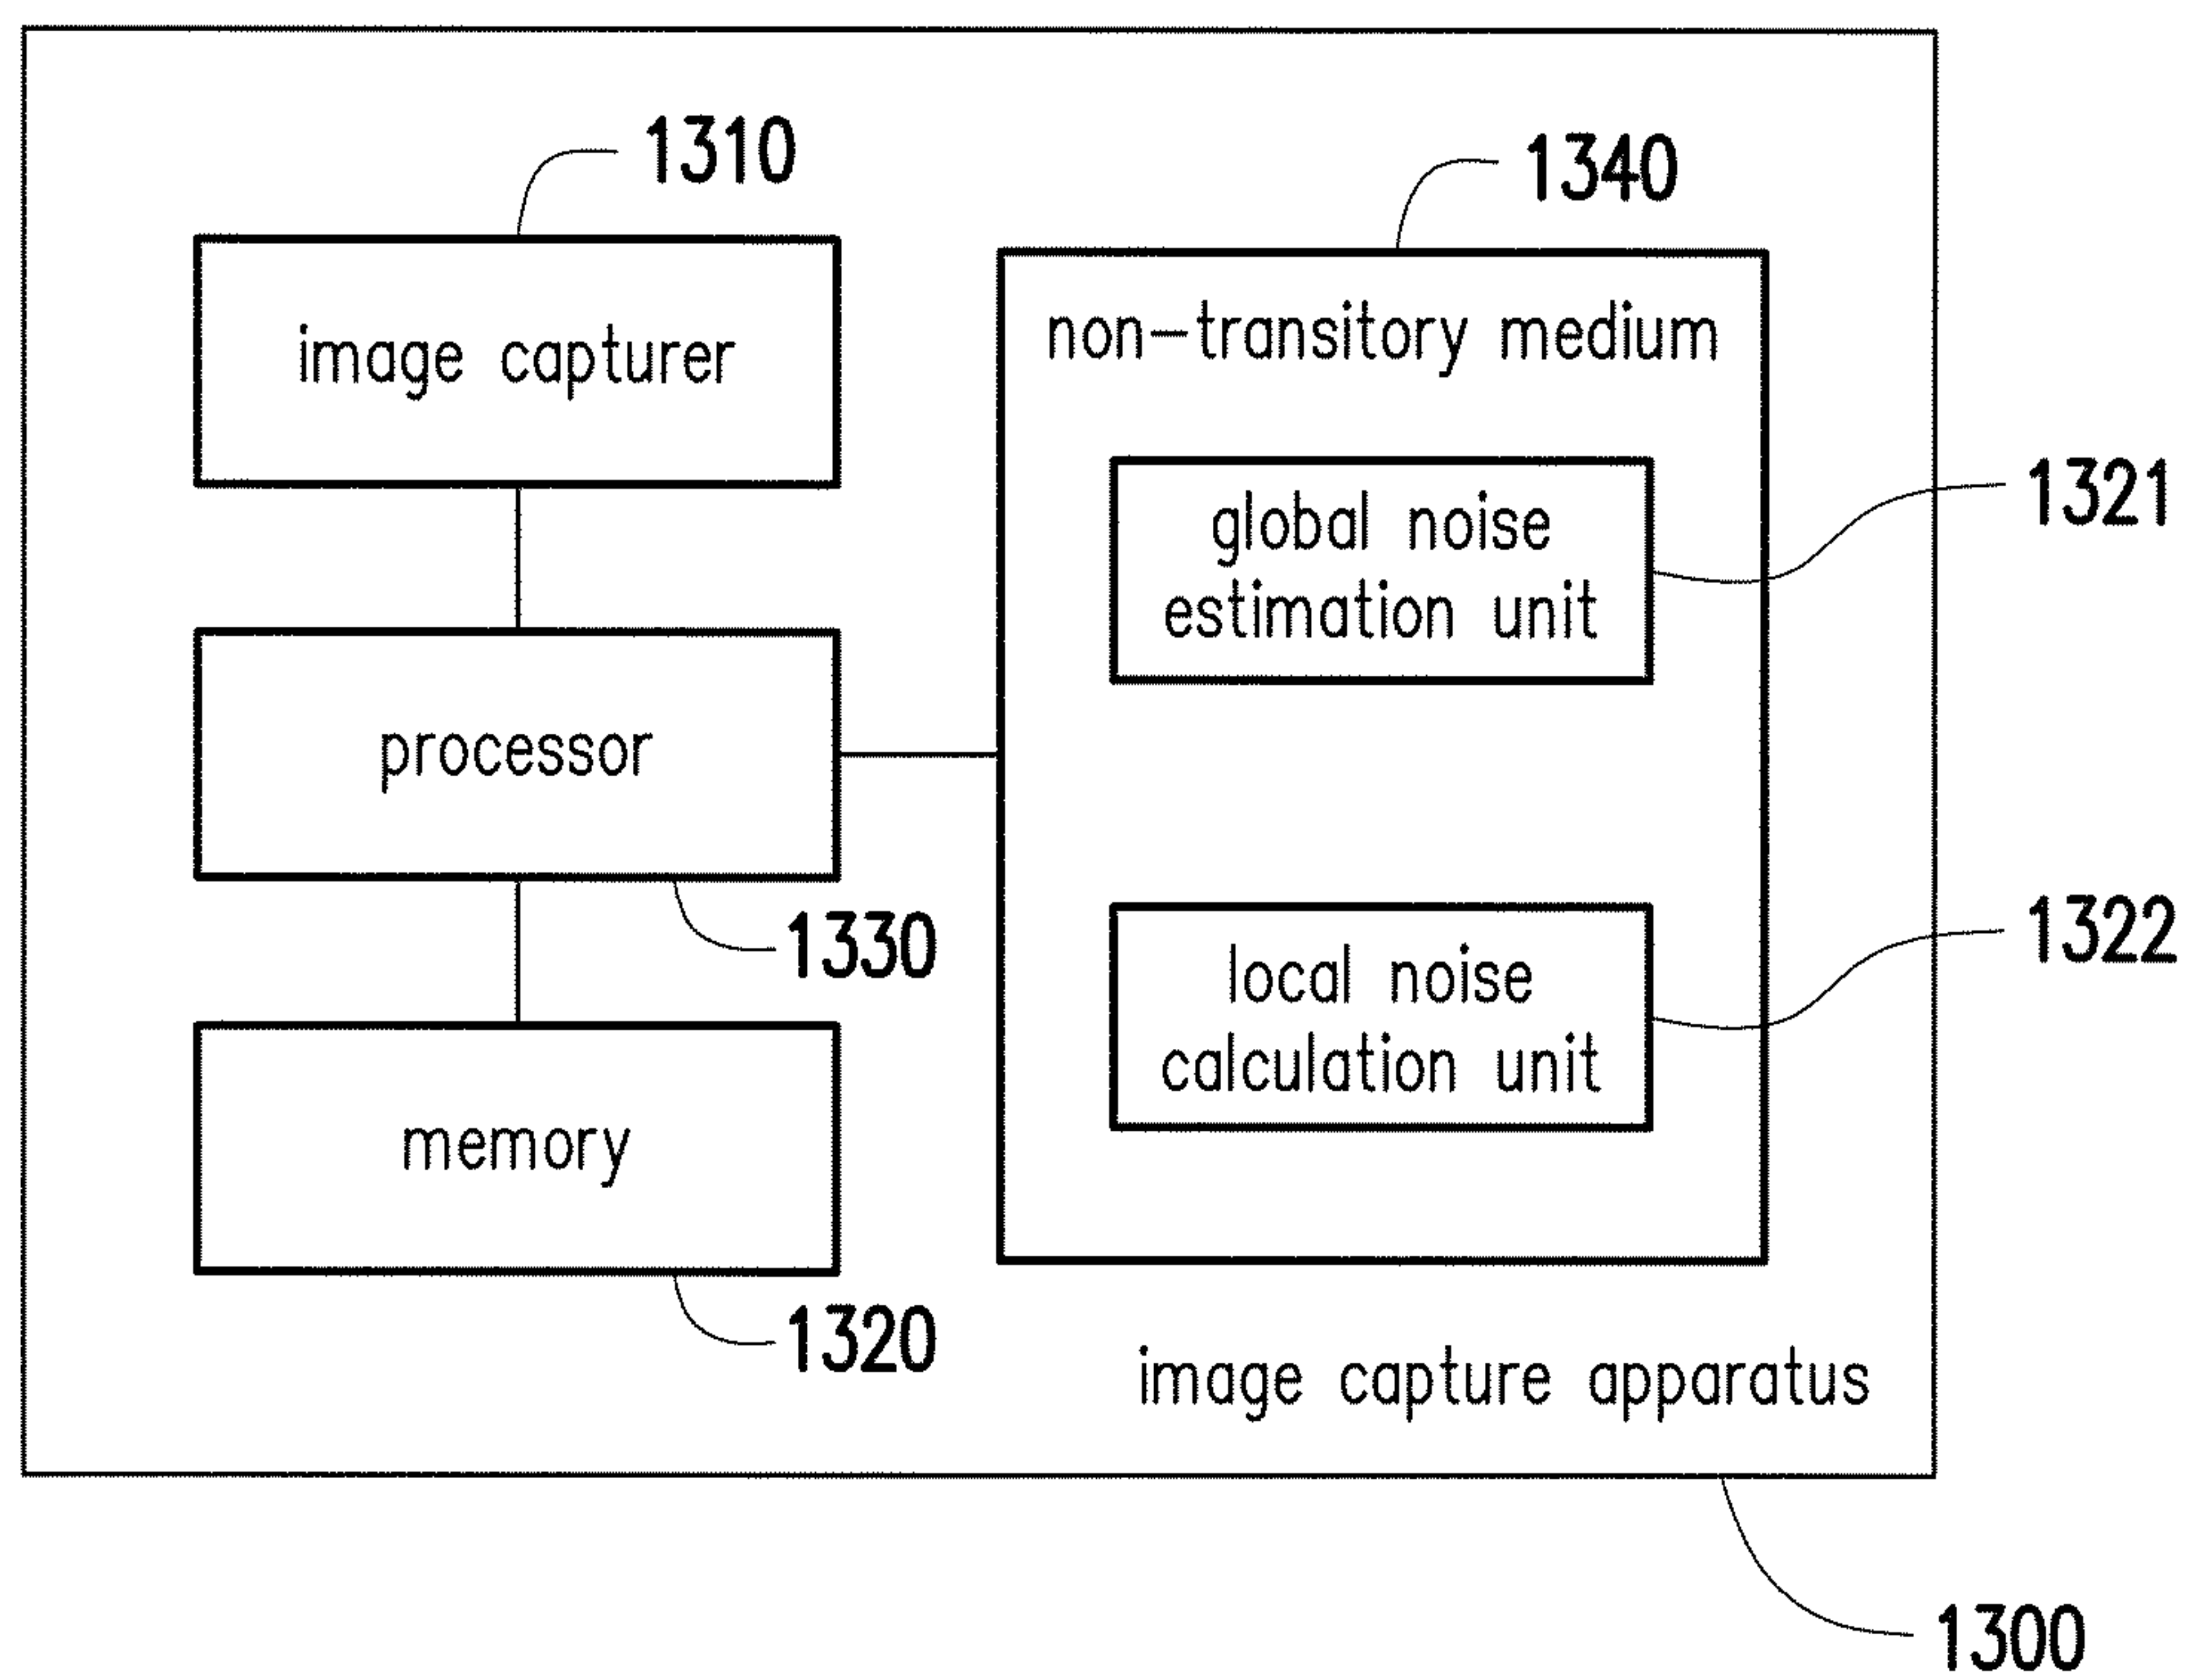 1310
1340
image capturer
non-transitory medium
1321
global noise
estimation unit
processor
1330
1322
local noise
calculation unit
memory
1320
image capture apparatus
1300